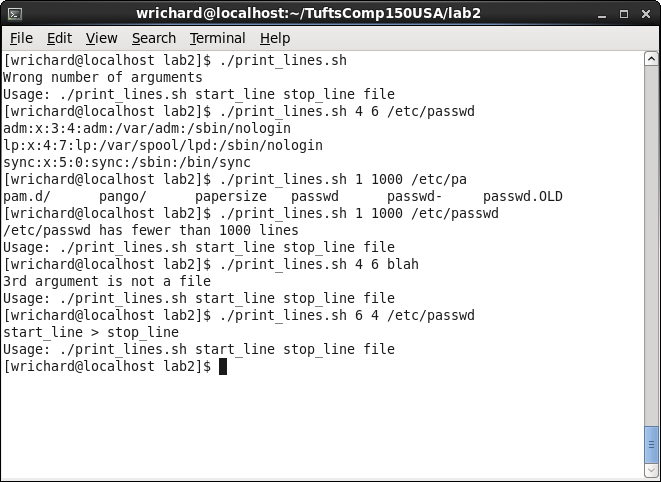 wrichard@localhost:~/TuftsComp150USA/lab2
File Edit View Search Terminal Help
[wrichard@localhost lab2]$ ./print_lines.sh
Wrong number of arguments
Usage: ./print_lines.sh start_line stop_line file
[wrichard@localhost lab2]$ ./print_lines.sh 4 6 /etc/passwd
adm:x:3:4:adm:/var/adm:/sbin/nologin
lp:x:4:7:lp:/var/spool/lpd:/sbin/nologin
sync:x:5:0:sync:/sbin:/bin/sync
[wrichard@localhost lab2]$ ./print_lines.sh 1 1000 /etc/pa
pam.d/      pango/      papersize   passwd      passwd-     passwd.OLD
[wrichard@localhost lab2]$ ./print_lines.sh 1 1000 /etc/passwd
/etc/passwd has fewer than 1000 lines
Usage: ./print_lines.sh start_line stop_line file
[wrichard@localhost lab2]$ ./print_lines.sh 4 6 blah
3rd argument is not a file
Usage: ./print_lines.sh start_line stop_line file
[wrichard@localhost lab2]$ ./print_lines.sh 6 4 /etc/passwd
start_line > stop_line
Usage: ./print_lines.sh start_line stop_line file
[wrichard@localhost lab2]$